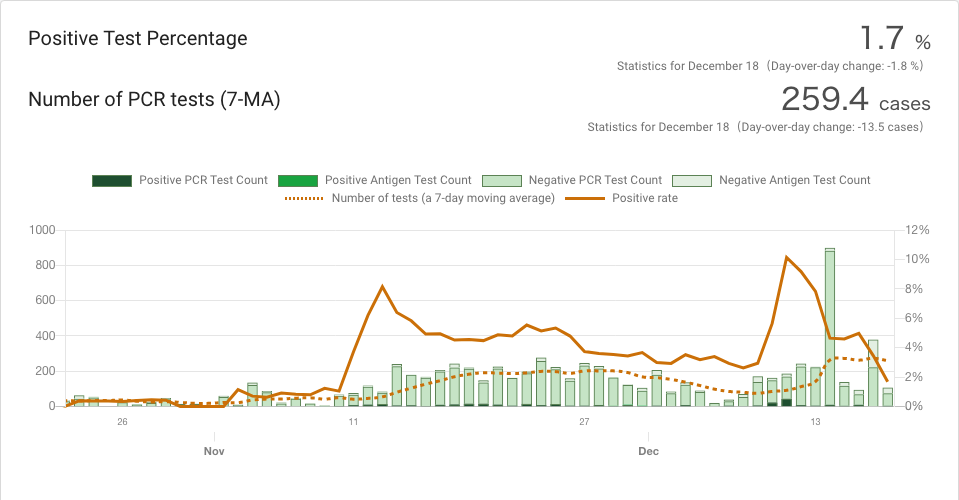 Positive Test Percentage
1.7 %
Statistics for December 18 (Day-over-day change: -1.8 %)
Number of PCR tests (7-MA)
259.4 cases
Statistics for December 18 (Day-over-day change: -13.5 cases)
Positive PCR Test Count Positive Antigen Test Count Negative PCR Test Count Negative Antigen Test Count
Number of tests (a 7-day moving average) Positive rate
1000 12%
10%
800
8%
600
6%
400
4%
200
2%
0 0%
26 11 27 13
Nov Dec